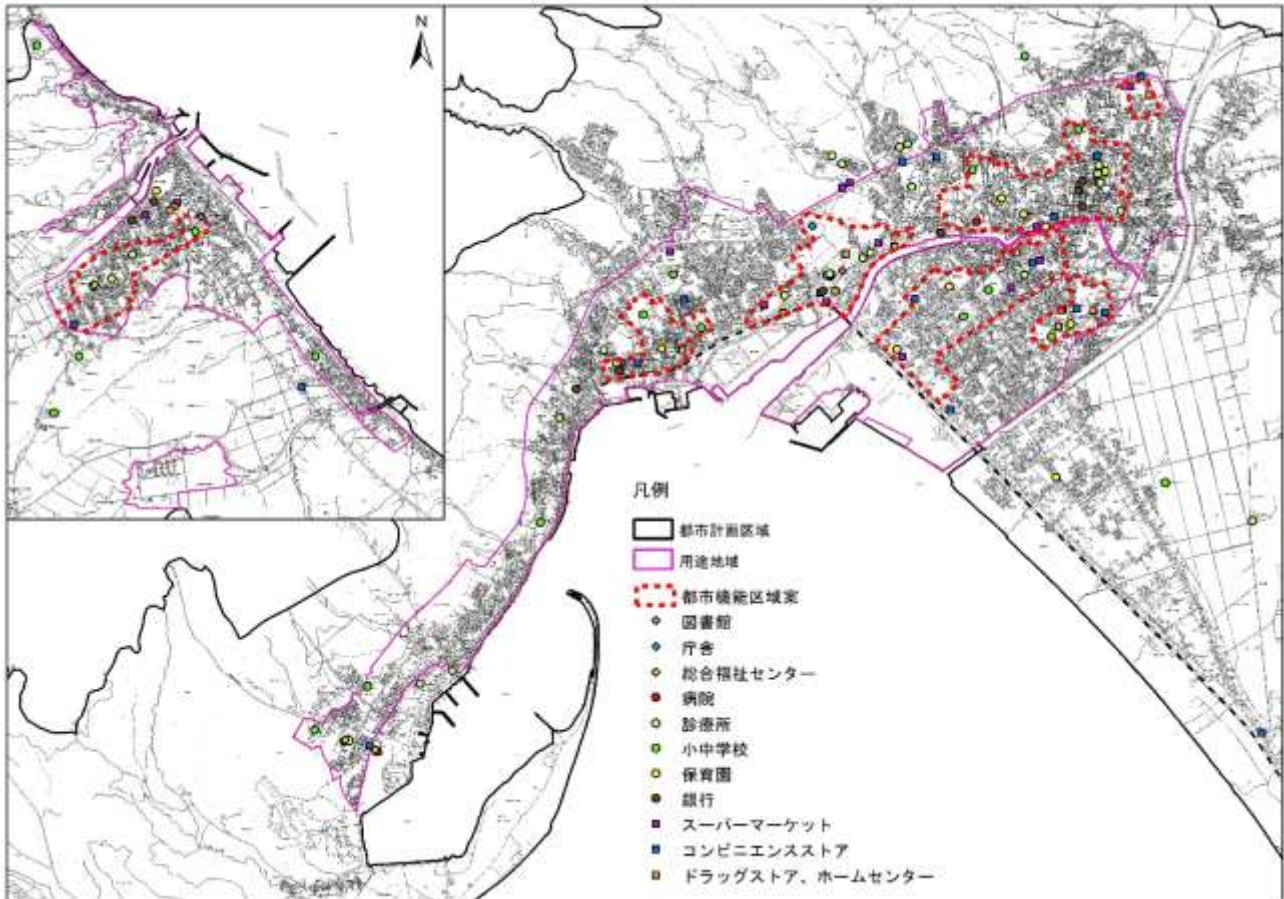 N
凡例
都市計画区域
用途地域
都市機能区域案
図書館
庁舎
総合福祉センター
病院
診療所
小中学校
保育園
銀行
スーパーマーケット
コンビニエンスストア
ドラッグストア、ホームセンター